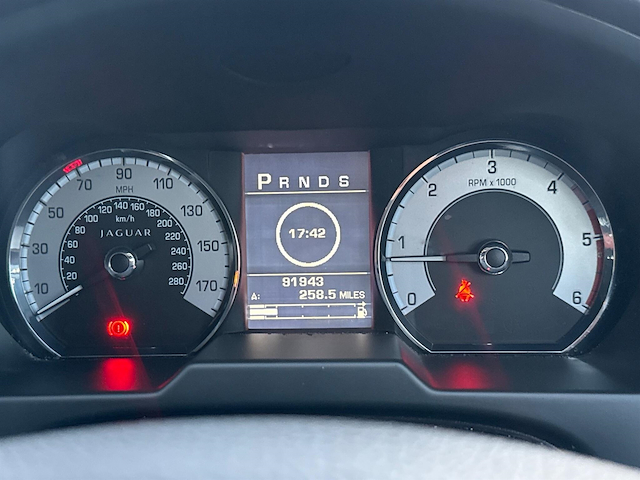 10 30 50 70 90 110 130 150 170
MPH
20 40 60 80 100 120 140 160 180 200 220 240 260 280
km/h
JAGUAR
P R N D S
17:42
91943
A: 258.5 MILES
0 1 2 3 4 5 6
RPM x 1000